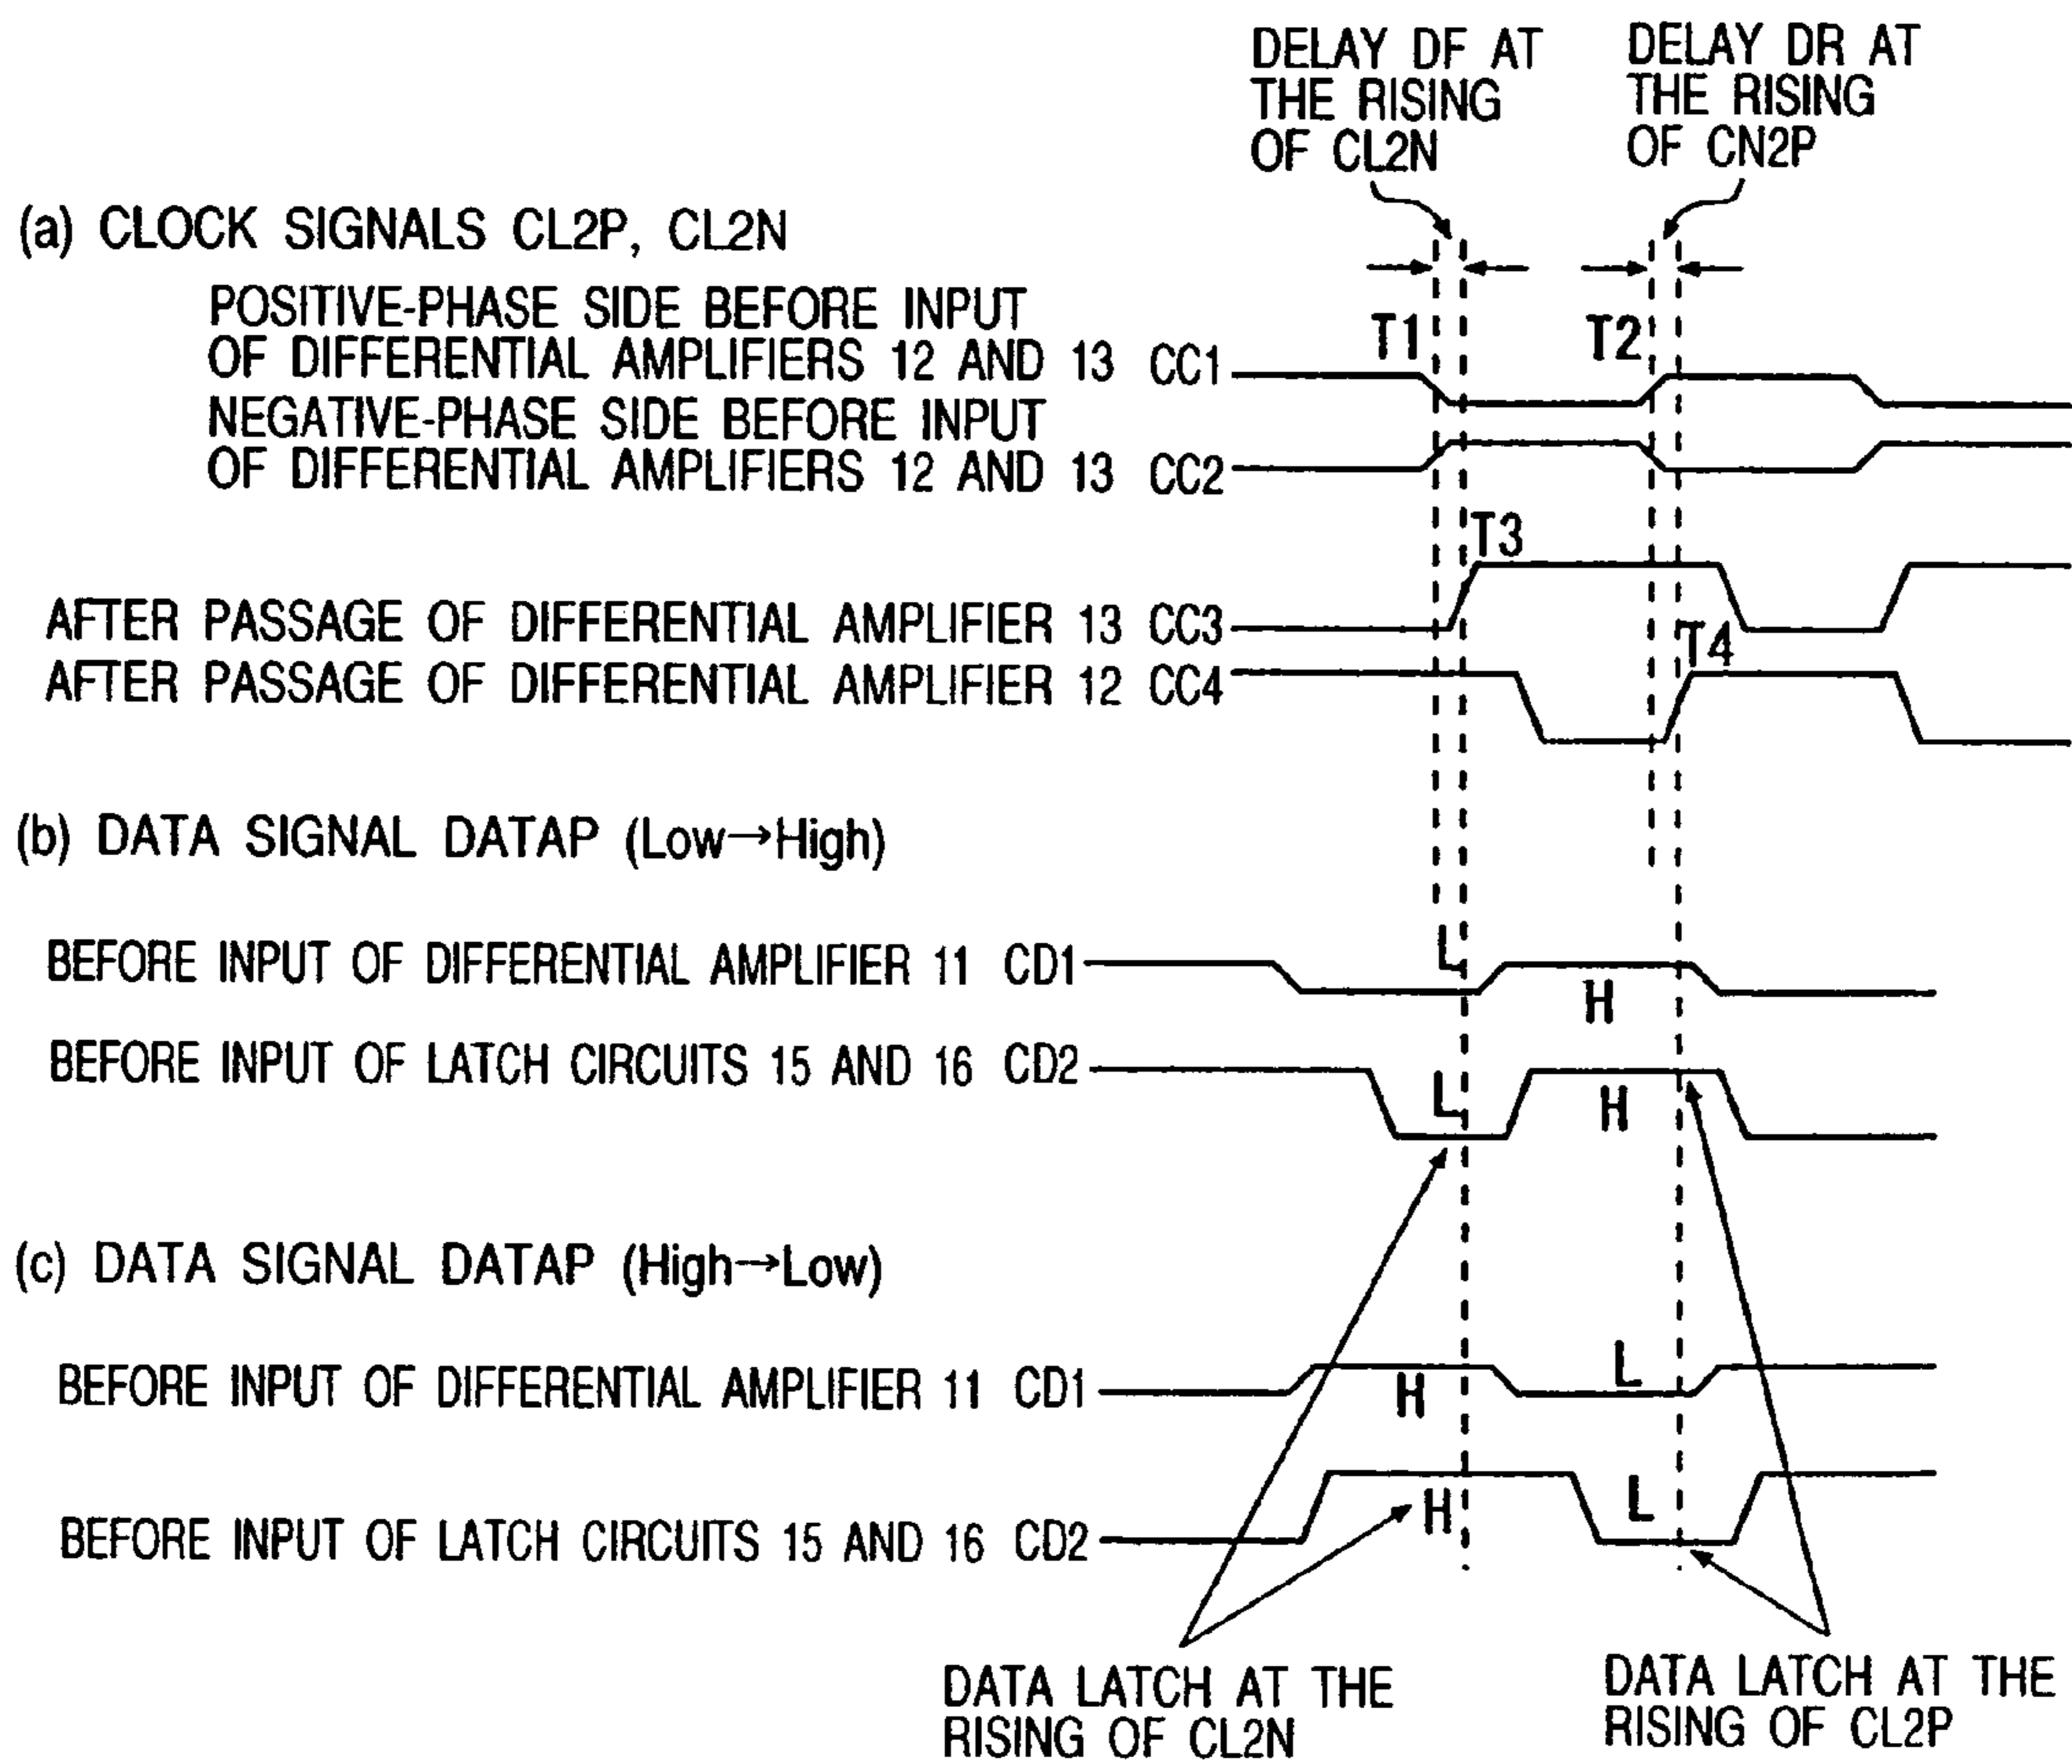 DELAY DF AT
THE RISING
OF CL2N
DELAY DR AT
THE RISING
OF CN2P
(a) CLOCK SIGNALS CL2P, CL2N
POSITIVE-PHASE SIDE BEFORE INPUT
OF DIFFERENTIAL AMPLIFIERS 12 AND 13 CC1
T1
T2
NEGATIVE-PHASE SIDE BEFORE INPUT
OF DIFFERENTIAL AMPLIFIERS 12 AND 13 CC2
T3
AFTER PASSAGE OF DIFFERENTIAL AMPLIFIER 13 CC3
T4
AFTER PASSAGE OF DIFFERENTIAL AMPLIFIER 12 CC4
(b) DATA SIGNAL DATAP (Low→High)
BEFORE INPUT OF DIFFERENTIAL AMPLIFIER 11 CD1
L
H
BEFORE INPUT OF LATCH CIRCUITS 15 AND 16 CD2
L
H
(c) DATA SIGNAL DATAP (High→Low)
BEFORE INPUT OF DIFFERENTIAL AMPLIFIER 11 CD1
H
L
BEFORE INPUT OF LATCH CIRCUITS 15 AND 16 CD2
H
L
DATA LATCH AT THE
RISING OF CL2N
DATA LATCH AT THE
RISING OF CL2P